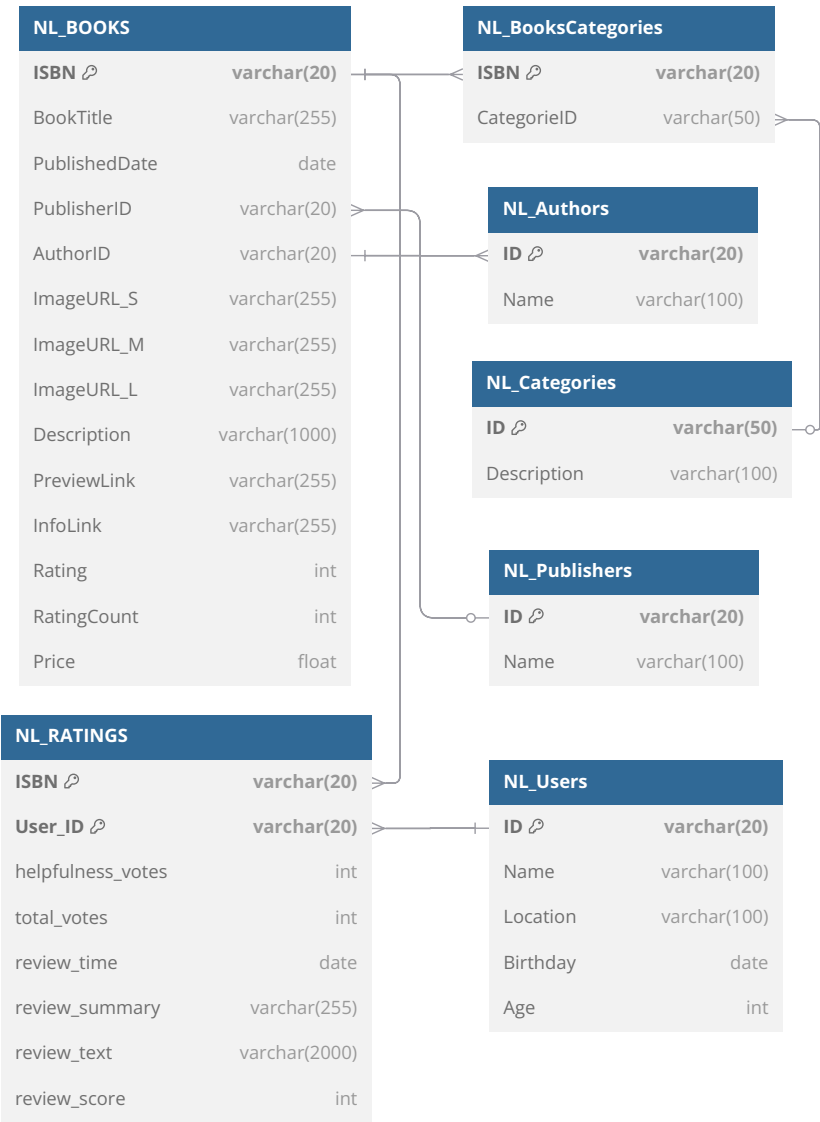 NL_BOOKS
ISBN varchar(20)
BookTitle varchar(255)
PublishedDate date
PublisherID varchar(20)
AuthorID varchar(20)
ImageURL_S varchar(255)
ImageURL_M varchar(255)
ImageURL_L varchar(255)
Description varchar(1000)
PreviewLink varchar(255)
InfoLink varchar(255)
Rating int
RatingCount int
Price float
NL_BooksCategories
ISBN varchar(20)
CategorieID varchar(50)
NL_Authors
ID varchar(20)
Name varchar(100)
NL_Categories
ID varchar(50)
Description varchar(100)
NL_Publishers
ID varchar(20)
Name varchar(100)
NL_RATINGS
ISBN varchar(20)
User_ID varchar(20)
helpfulness_votes int
total_votes int
review_time date
review_summary varchar(255)
review_text varchar(2000)
review_score int
NL_Users
ID varchar(20)
Name varchar(100)
Location varchar(100)
Birthday date
Age int